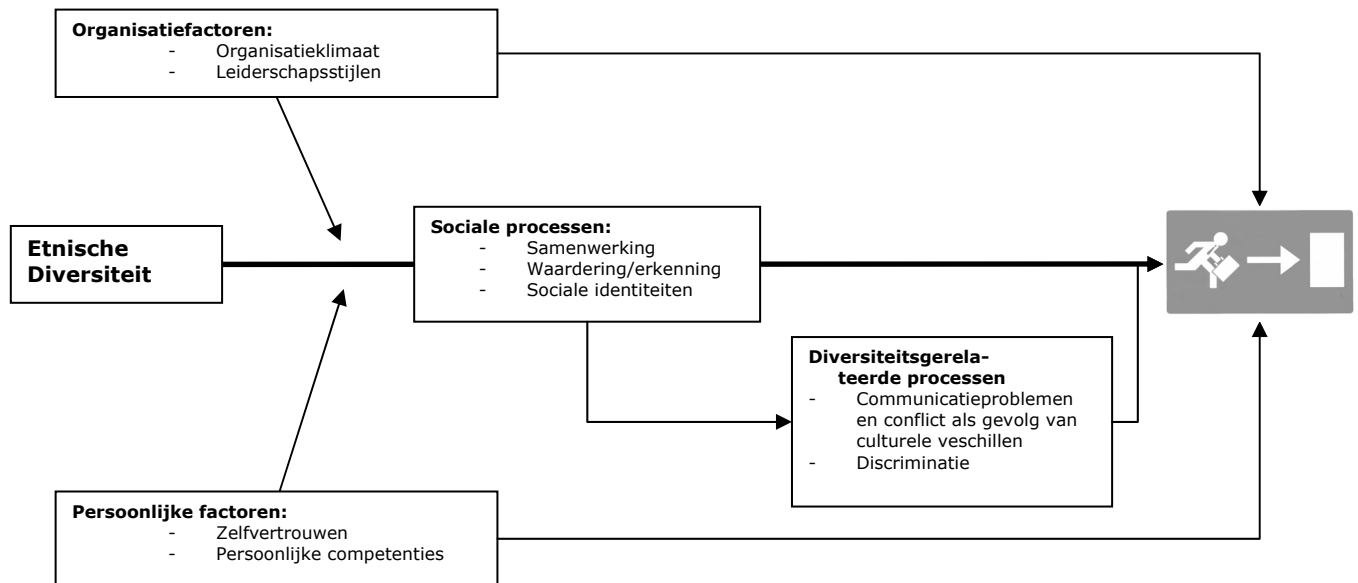 Organisatiefactoren:
- Organisatieklimaat
- Leiderschapsstijlen
Etnische
Diversiteit
Sociale processen:
- Samenwerking
- Waardering/erkenning
- Sociale identiteiten
Diversiteitsgerela-
teerde processen
- Communicatieproblemen
en conflict als gevolg van
culturele veschillen
- Discriminatie
Persoonlijke factoren:
- Zelfvertrouwen
- Persoonlijke competenties